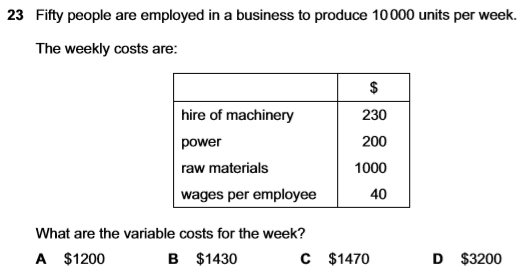 23 Fifty people are employed in a business to produce 10 000 units per week.
The weekly costs are:
$
hire of machinery 230
power 200
raw materials 1000
wages per employee 40
What are the variable costs for the week?
A $1200 B $1430 C $1470 D $3200